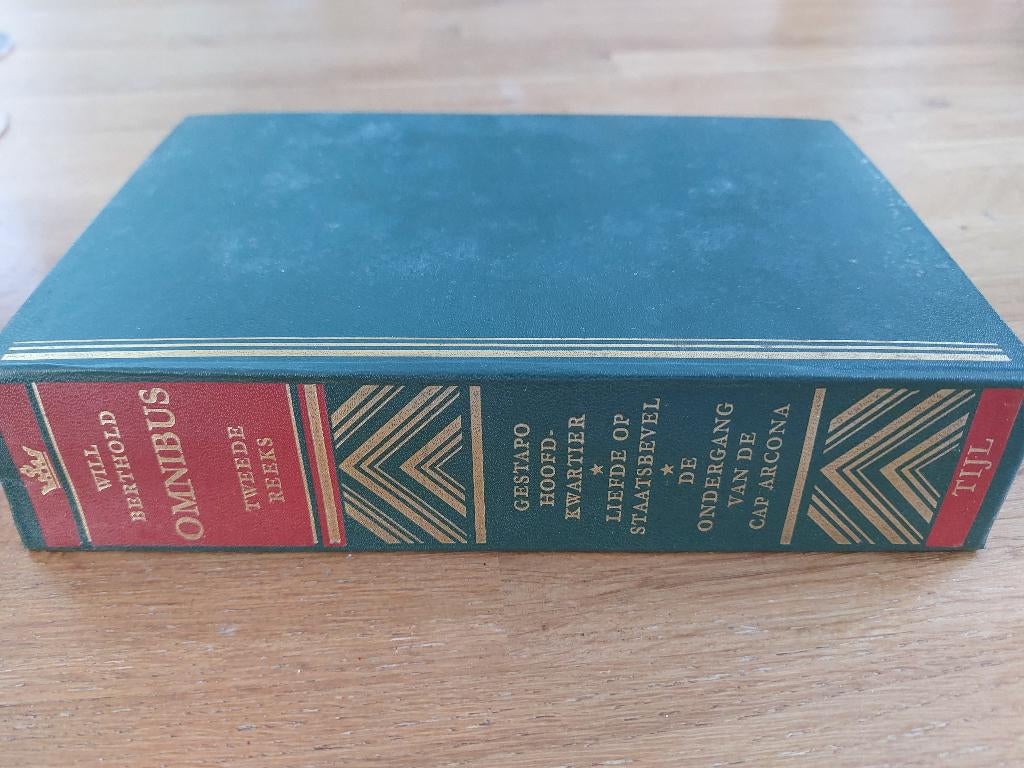 WILL
BERTHOLD
OMNIBUS
TWEEDE
REEKS
GESTAPO
HOOFD-
KWARTIER
★
LIEFDE OP
STAATSBEVEL
★
DE
ONDERGANG
VAN DE
CAP ARCONA
TIJL